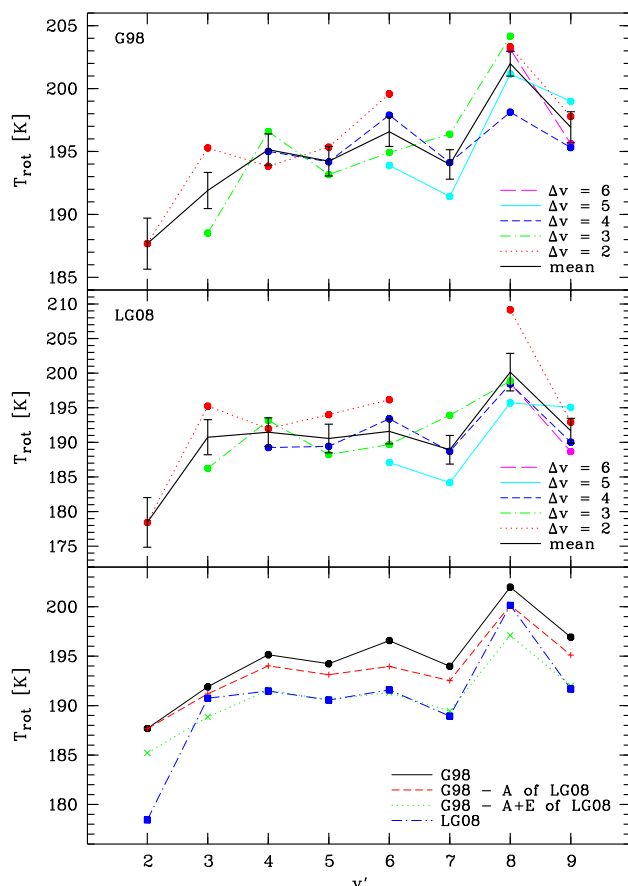 G98
T_rot [K]
205
200
195
190
185
Δv = 6
Δv = 5
Δv = 4
Δv = 3
Δv = 2
mean
LG08
T_rot [K]
210
205
200
195
190
185
180
175
Δv = 6
Δv = 5
Δv = 4
Δv = 3
Δv = 2
mean
T_rot [K]
200
195
190
185
180
G98
G98 − A of LG08
G98 − A+E of LG08
LG08
2 3 4 5 6 7 8 9
v'